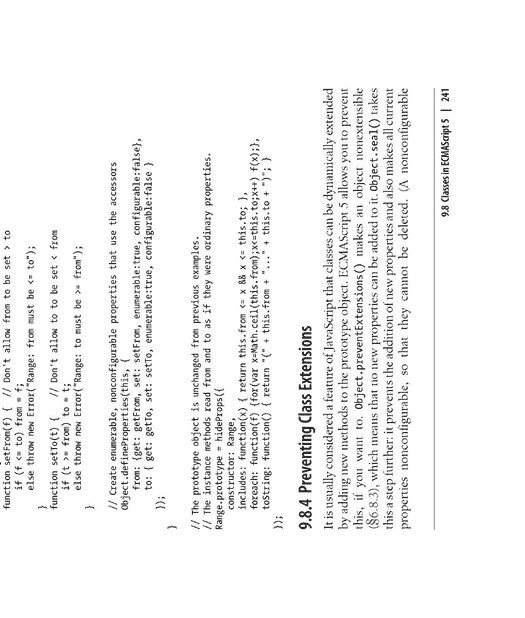 function setFrom(f) {  // Don't allow from to be set > to
if (f <= to) from = f;
else throw new Error("Range: from must be <= to");
}
function setTo(t) {    // Don't allow to to be set < from
if (t >= from) to = t;
else throw new Error("Range: to must be >= from");
}
// Create enumerable, nonconfigurable properties that use the accessors
Object.defineProperties(this, {
from: {get: getFrom, set: setFrom, enumerable:true, configurable:false},
to: { get: getTo, set: setTo, enumerable:true, configurable:false }
});
}
// The prototype object is unchanged from previous examples.
// The instance methods read from and to as if they were ordinary properties.
Range.prototype = hideProps({
constructor: Range,
includes: function(x) { return this.from <= x && x <= this.to; },
foreach: function(f) {for(var x=Math.ceil(this.from);x<=this.to;x++) f(x);},
toString: function() { return "(" + this.from + "..." + this.to + ")"; }
});
9.8.4 Preventing Class Extensions
It is usually considered a feature of JavaScript that classes can be dynamically extended
by adding new methods to the prototype object. ECMAScript 5 allows you to prevent
this, if you want to. Object.preventExtensions() makes an object nonextensible
(§6.8.3), which means that no new properties can be added to it. Object.seal() takes
this a step further: it prevents the addition of new properties and also makes all current
properties nonconfigurable, so that they cannot be deleted. (A nonconfigurable
9.8 Classes in ECMAScript 5 | 241